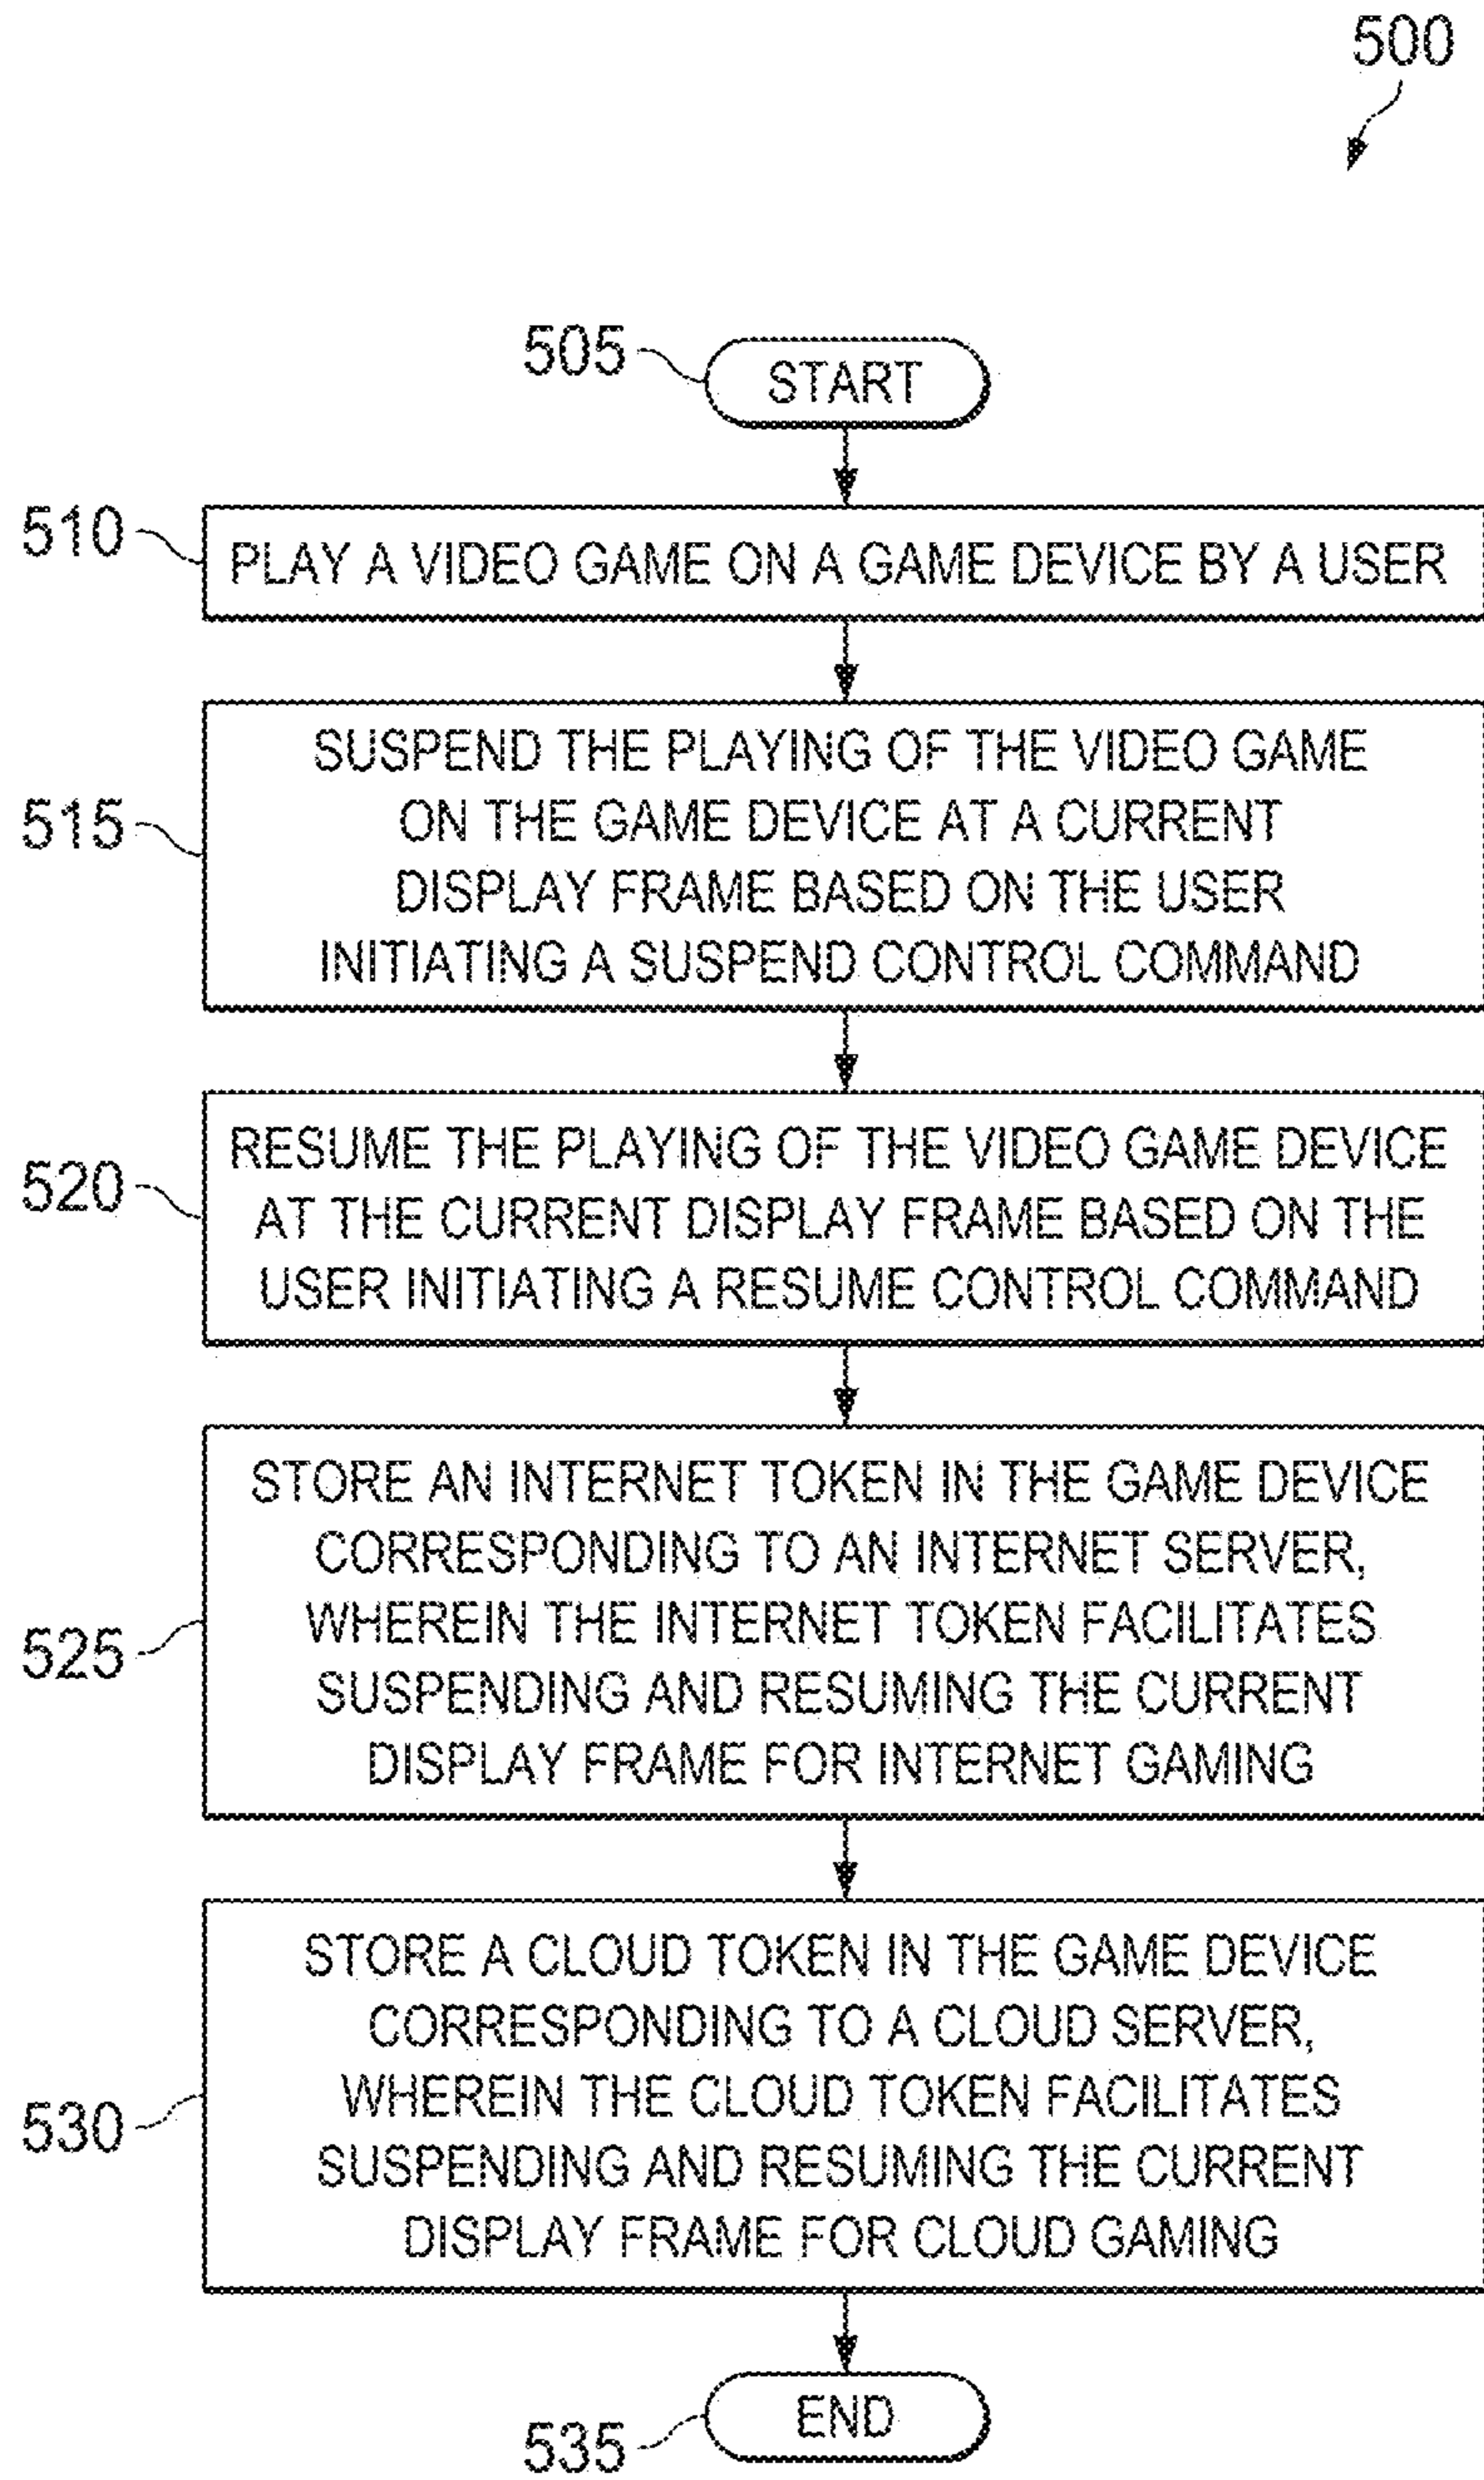 500
505
START
510
PLAY A VIDEO GAME ON A GAME DEVICE BY A USER
515
SUSPEND THE PLAYING OF THE VIDEO GAME
ON THE GAME DEVICE AT A CURRENT
DISPLAY FRAME BASED ON THE USER
INITIATING A SUSPEND CONTROL COMMAND
520
RESUME THE PLAYING OF THE VIDEO GAME DEVICE
AT THE CURRENT DISPLAY FRAME BASED ON THE
USER INITIATING A RESUME CONTROL COMMAND
525
STORE AN INTERNET TOKEN IN THE GAME DEVICE
CORRESPONDING TO AN INTERNET SERVER,
WHEREIN THE INTERNET TOKEN FACILITATES
SUSPENDING AND RESUMING THE CURRENT
DISPLAY FRAME FOR INTERNET GAMING
530
STORE A CLOUD TOKEN IN THE GAME DEVICE
CORRESPONDING TO A CLOUD SERVER,
WHEREIN THE CLOUD TOKEN FACILITATES
SUSPENDING AND RESUMING THE CURRENT
DISPLAY FRAME FOR CLOUD GAMING
535
END